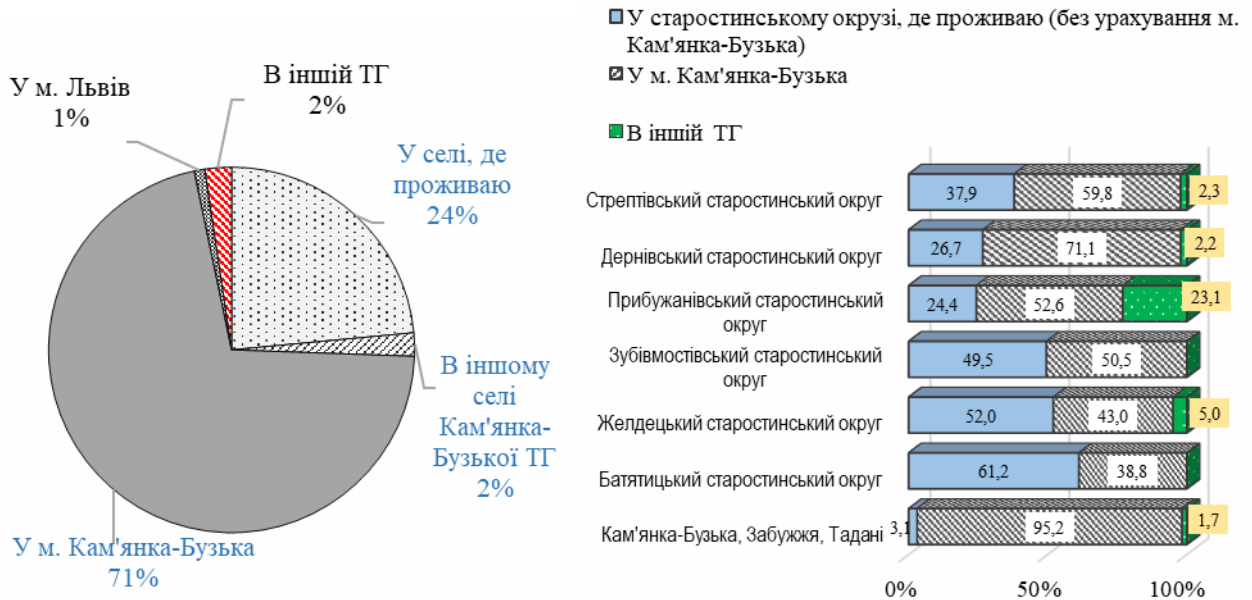 У м. Львів
1%
В іншій ТГ
2%
У селі, де
проживаю
24%
В іншому
селі
Кам'янка-
Бузької ТГ
2%
У м. Кам'янка-Бузька
71%
У старостинському окрузі, де проживаю (без урахування м.
Кам'янка-Бузька)
У м. Кам'янка-Бузька
В іншій ТГ
Стрептівський старостинський округ
37,9
59,8
2,3
Дернівський старостинський округ
26,7
71,1
2,2
Прибужанівський старостинський
округ
24,4
52,6
23,1
Зубівмостівський старостинський
округ
49,5
50,5
Желдецький старостинський округ
52,0
43,0
5,0
Батятицький старостинський округ
61,2
38,8
Кам'янка-Бузька, Забужжя, Тадані
3,1
95,2
1,7
0%
50%
100%